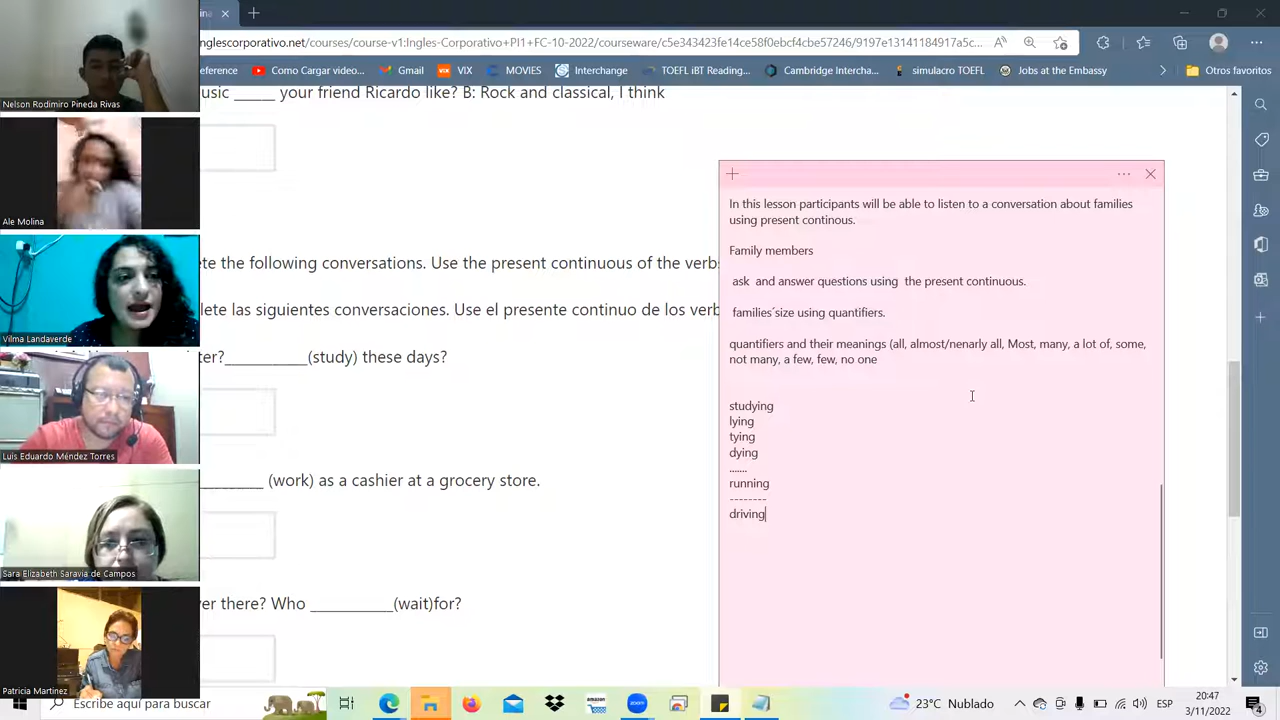 ina
inglescorporativo.net/courses/course-v1:Ingles-Corporativo+PI1+FC-10-2022/courseware/c5e343423fe14ce58f0ebcf4cbe57246/9197e13141184917a5c...
eference
Como Cargar video...
Gmail
VIX
MOVIES
Interchange
TOEFL iBT Reading...
Cambridge Intercha...
simulacro TOEFL
Jobs at the Embassy
Otros favoritos
usic ______ your friend Ricardo like? B: Rock and classical, I think
ete the following conversations. Use the present continuous of the verbs
lete las siguientes conversaciones. Use el presente continuo de los verb
ter?__________(study) these days?
_________ (work) as a cashier at a grocery store.
ver there? Who __________(wait)for?
In this lesson participants will be able to listen to a conversation about families
using present continous.
Family members
ask and answer questions using the present continuous.
families´size using quantifiers.
quantifiers and their meanings (all, almost/nenarly all, Most, many, a lot of, some,
not many, a few, few, no one
studying
lying
tying
dying
.......
running
--------
driving
Nelson Rodimiro Pineda Rivas
Ale Molina
Vilma Landaverde
Luis Eduardo Méndez Torres
Sara Elizabeth Saravia de Campos
Patricia Martinez
Escribe aquí para buscar
zoom
amazon
23°C Nublado
ESP
20:47
3/11/2022
4